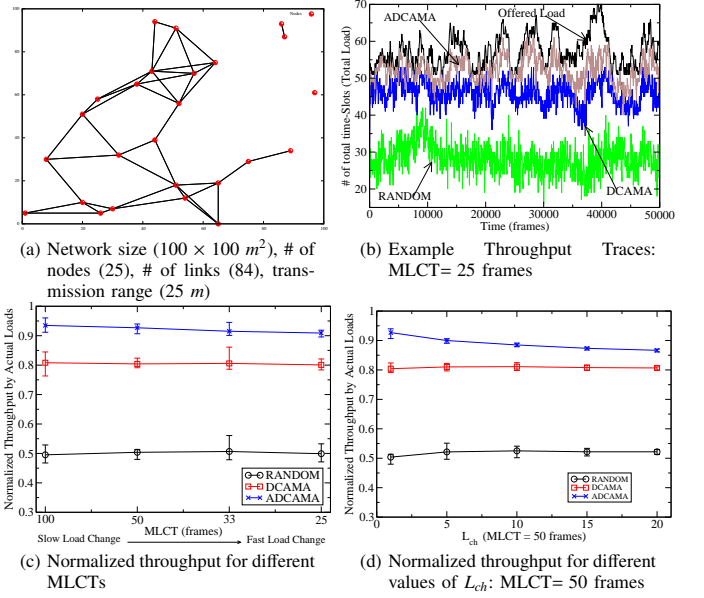 Nodes
100
80
60
40
20
0
0
20
40
60
80
100
(a) Network size (100 × 100 m²), # of
nodes (25), # of links (84), trans-
mission range (25 m)
70
60
50
40
30
20
# of total time-Slots (Total Load)
ADCAMA
Offered Load
RANDOM
DCAMA
0
10000
20000
30000
40000
50000
Time (frames)
(b) Example Throughput Traces:
MLCT= 25 frames
Normalized Throughput by Actual Loads
1
0.9
0.8
0.7
0.6
0.5
0.4
0.3
RANDOM
DCAMA
ADCAMA
100
50
33
25
MLCT (frames)
Slow Load Change
Fast Load Change
(c) Normalized throughput for different
MLCTs
Normalized Throughput by Actual Loads
1
0.9
0.8
0.7
0.6
0.5
0.4
0.3
RANDOM
DCAMA
ADCAMA
0
5
10
15
20
L_ch (MLCT = 50 frames)
(d) Normalized throughput for different
values of L_ch: MLCT= 50 frames